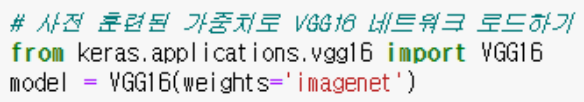 # 사전 훈련된 가중치로 VGG16 네트워크 로드하기
from keras.applications.vgg16 import VGG16
model = VGG16(weights='imagenet')